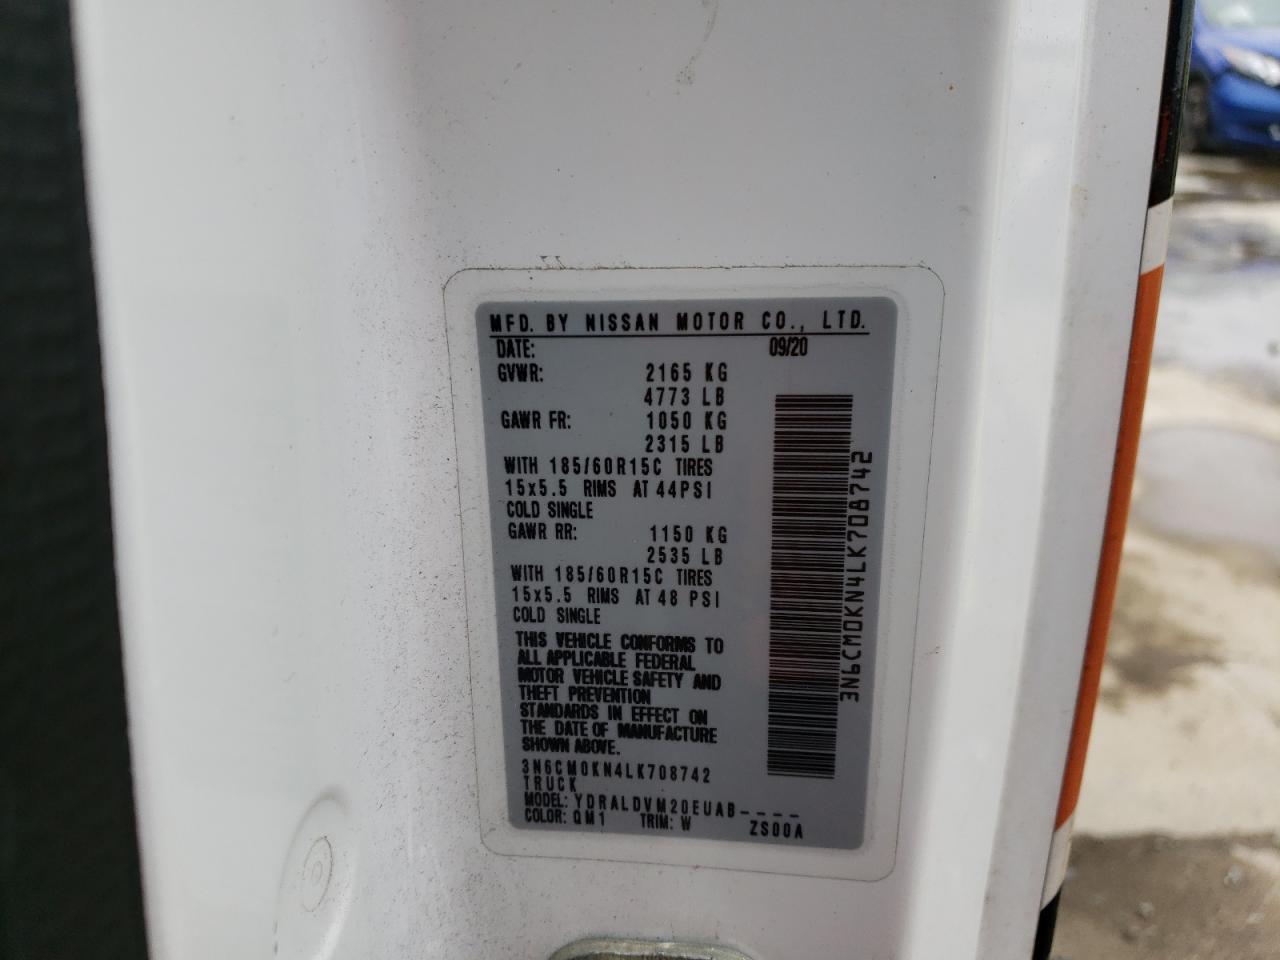 MFD. BY NISSAN MOTOR CO., LTD.
DATE: 09/20
GVWR: 2165 KG
4773 LB
GAWR FR: 1050 KG
2315 LB
WITH 185/60R15C TIRES
15x5.5 RIMS AT 44PSI
COLD SINGLE
GAWR RR: 1150 KG
2535 LB
WITH 185/60R15C TIRES
15x5.5 RIMS AT 48 PSI
COLD SINGLE
THIS VEHICLE CONFORMS TO
ALL APPLICABLE FEDERAL
MOTOR VEHICLE SAFETY AND
THEFT PREVENTION
STANDARDS IN EFFECT ON
THE DATE OF MANUFACTURE
SHOWN ABOVE.
3N6CM0KN4LK708742
TRUCK
MODEL: YDRALDVM20EUAB----
COLOR: QM1 TRIM: W ZS00A
3N6CM0KN4LK708742